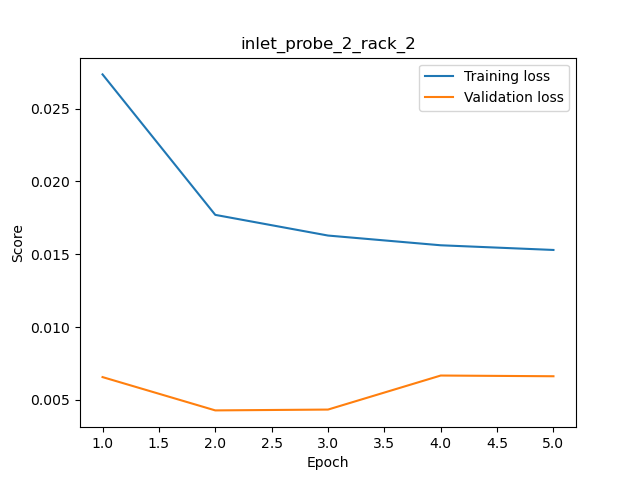 inlet_probe_2_rack_2
Training loss
Validation loss
0.025
0.020
0.015
0.010
0.005
Score
1.0 1.5 2.0 2.5 3.0 3.5 4.0 4.5 5.0
Epoch